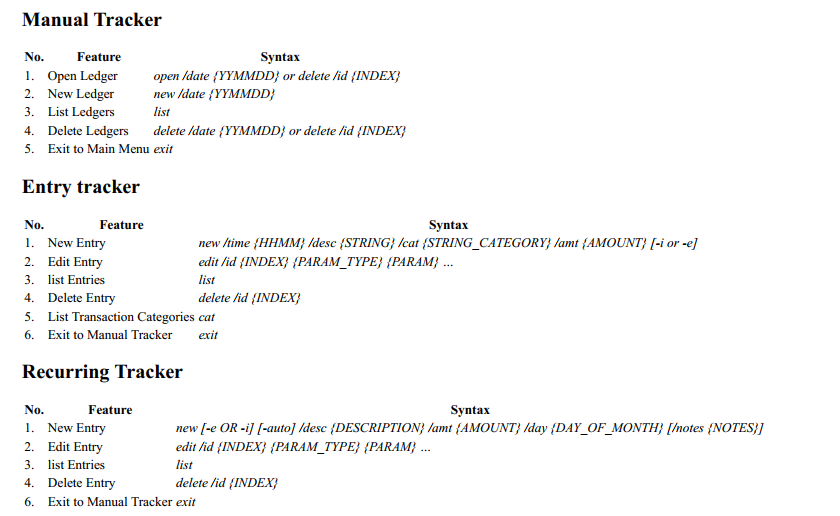 Manual Tracker
No. Feature Syntax
1. Open Ledger open /date {YYMMDD} or delete /id {INDEX}
2. New Ledger new /date {YYMMDD}
3. List Ledgers list
4. Delete Ledgers delete /date {YYMMDD} or delete /id {INDEX}
5. Exit to Main Menu exit
Entry tracker
No. Feature Syntax
1. New Entry new /time {HHMM} /desc {STRING} /cat {STRING_CATEGORY} /amt {AMOUNT} [-i or -e]
2. Edit Entry edit /id {INDEX} {PARAM_TYPE} {PARAM} ...
3. list Entries list
4. Delete Entry delete /id {INDEX}
5. List Transaction Categories cat
6. Exit to Manual Tracker exit
Recurring Tracker
No. Feature Syntax
1. New Entry new [-e OR -i] [-auto] /desc {DESCRIPTION} /amt {AMOUNT} /day {DAY_OF_MONTH} [/notes {NOTES}]
2. Edit Entry edit /id {INDEX} {PARAM_TYPE} {PARAM} ...
3. list Entries list
4. Delete Entry delete /id {INDEX}
6. Exit to Manual Tracker exit